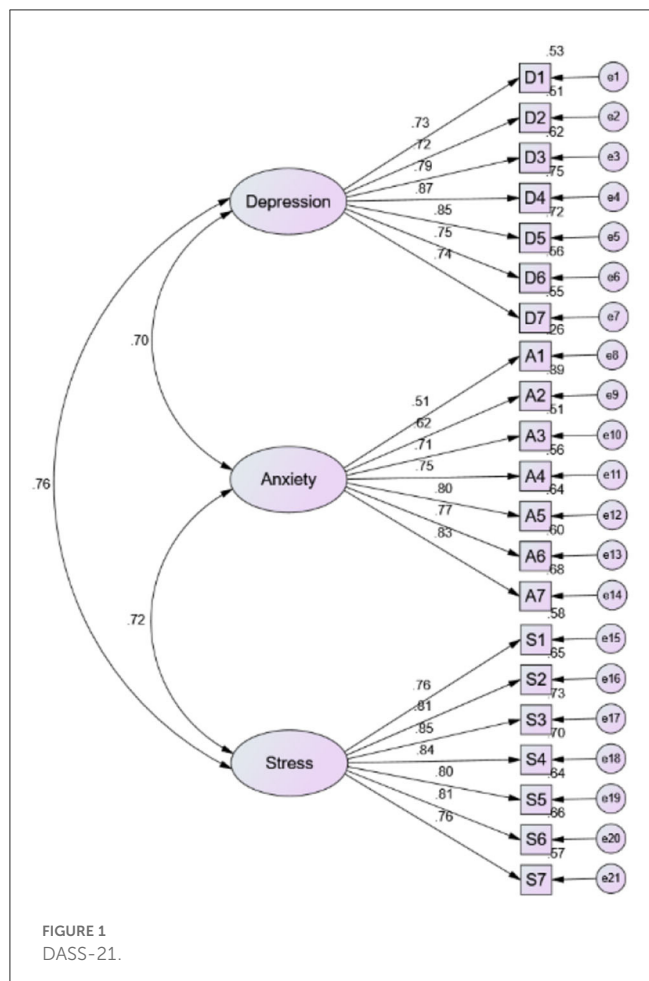 .53
D1 e1
.51
.73 D2 e2
.72 .62
.79 D3 e3
.87 .75
Depression D4 e4
.85 .72
.75 D5 e5
.74 .56
D6 e6
.55
D7 e7
.70 .26
A1 e8
.39
.51 A2 e9
.62 .51
.71 A3 e10
.75 .56
Anxiety A4 e11
.76 .80 .64
.77 A5 e12
.83 .60
A6 e13
.68
A7 e14
.72 .58
S1 e15
.65
.76 S2 e16
.81 .73
.85 S3 e17
.84 .70
Stress S4 e18
.80 .64
.81 S5 e19
.76 .66
S6 e20
.57
S7 e21
FIGURE 1
DASS-21.